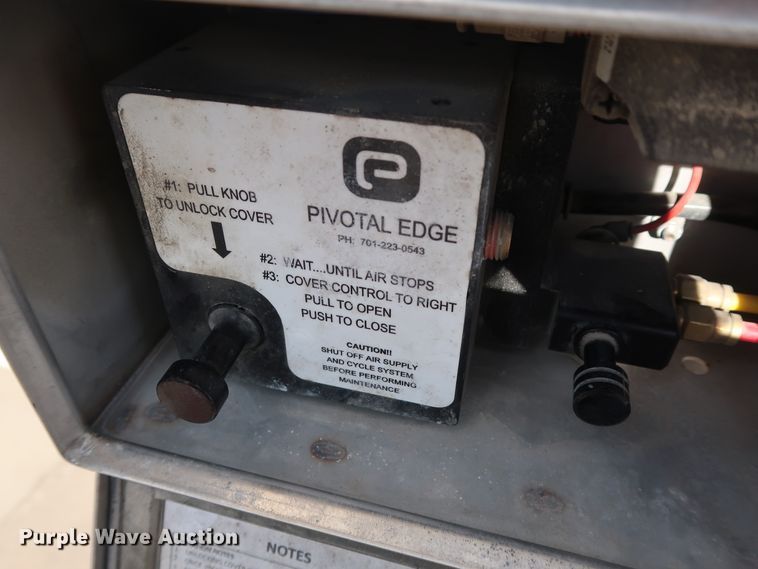 PIVOTAL EDGE
PH: 701-223-0543
#1: PULL KNOB
TO UNLOCK COVER
#2: WAIT....UNTIL AIR STOPS
#3: COVER CONTROL TO RIGHT
PULL TO OPEN
PUSH TO CLOSE
CAUTION!!
SHUT OFF AIR SUPPLY
AND CYCLE SYSTEM
BEFORE PERFORMING
MAINTENANCE
NOTES
Purple Wave Auction